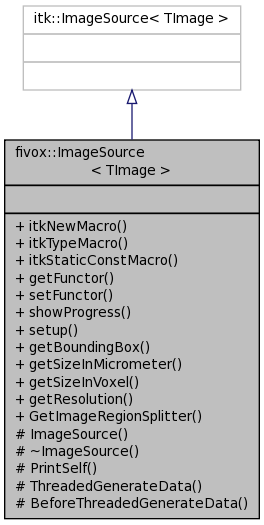 itk::ImageSource< TImage >
fivox::ImageSource
< TImage >
+ itkNewMacro()
+ itkTypeMacro()
+ itkStaticConstMacro()
+ getFunctor()
+ setFunctor()
+ showProgress()
+ setup()
+ getBoundingBox()
+ getSizeInMicrometer()
+ getSizeInVoxel()
+ getResolution()
+ GetImageRegionSplitter()
# ImageSource()
# ~ImageSource()
# PrintSelf()
# ThreadedGenerateData()
# BeforeThreadedGenerateData()